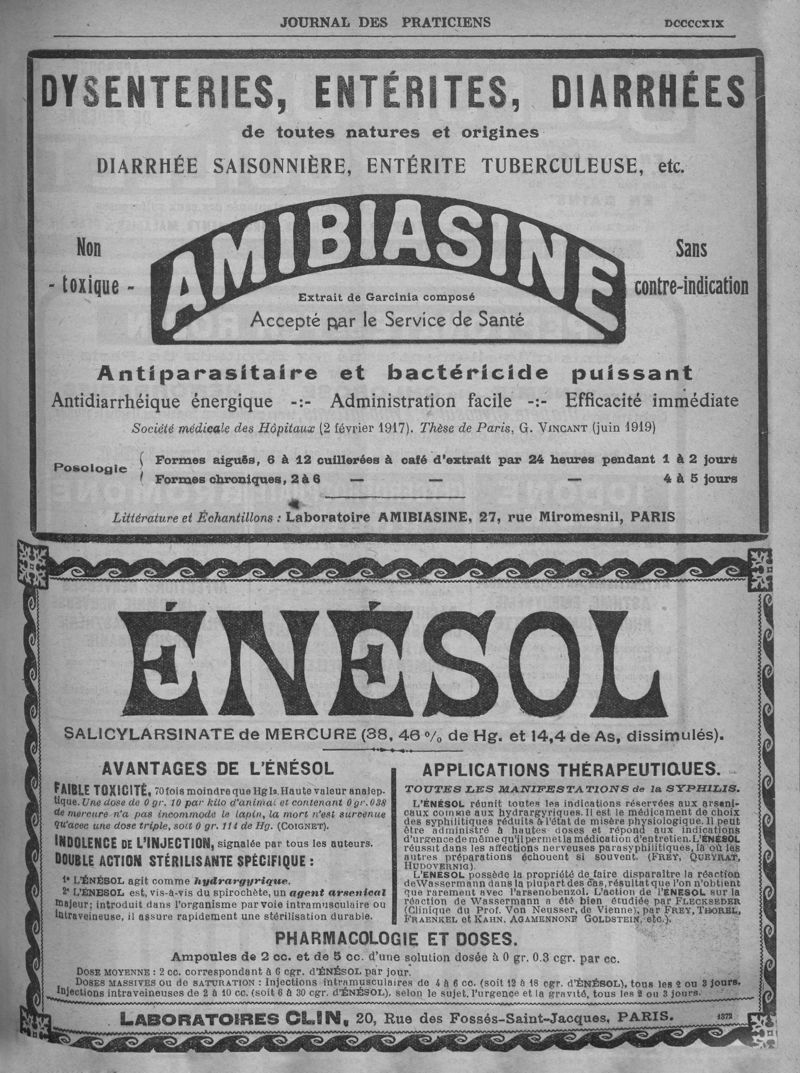 JOURNAL DES PRATICIENS DCCCCXIX
DYSENTERIES, ENTÉRITES, DIARRHÉES
de toutes natures et origines
DIARRHÉE SAISONNIÈRE, ENTÉRITE TUBERCULEUSE, etc.
Non
- toxique -
AMIBIASINE
Extrait de Garcinia composé
Accepté par le Service de Santé
Sans
contre-indication
Antiparasitaire et bactéricide puissant
Antidiarrhéique énergique -:- Administration facile -:- Efficacité immédiate
Société médicale des Hôpitaux (2 février 1917). Thèse de Paris, G. VINCANT (juin 1919)
Posologie
Formes aiguës, 6 à 12 cuillerées à café d'extrait par 24 heures pendant 1 à 2 jours
Formes chroniques, 2 à 6 — — — 4 à 5 jours
Littérature et Échantillons : Laboratoire AMIBIASINE, 27, rue Miromesnil, PARIS
ÉNÉSOL
SALICYLARSINATE de MERCURE (38, 46 % de Hg. et 14,4 de As, dissimulés).
AVANTAGES DE L'ÉNÉSOL
FAIBLE TOXICITÉ, 70 fois moindre que Hg I2. Haute valeur analep-
tique. Une dose de 0 gr. 10 par kilo d'animal et contenant 0 gr. 038
de mercure n'a pas incommodé le lapin, la mort n'est survenue
qu'avec une dose triple, soit 0 gr. 114 de Hg. (COIGNET).
INDOLENCE DE L'INJECTION, signalée par tous les auteurs.
DOUBLE ACTION STÉRILISANTE SPÉCIFIQUE :
1° L'ÉNÉSOL agit comme hydrargyrique.
2° L'ÉNÉSOL est, vis-à-vis du spirochète, un agent arsenical
majeur; introduit dans l'organisme par voie intramusculaire ou
intraveineuse, il assure rapidement une stérilisation durable.
APPLICATIONS THÉRAPEUTIQUES.
TOUTES LES MANIFESTATIONS de la SYPHILIS.
L'ÉNÉSOL réunit toutes les indications réservées aux arseni-
caux comme aux hydrargyriques. Il est le médicament de choix
des syphilitiques réduits à l'état de misère physiologique. Il peut
être administré à hautes doses et répond aux indications
d'urgence de même qu'il permet la médication d'entretien. L'ÉNÉSOL
réussit dans les affections nerveuses parasyphilitiques, là où les
autres préparations échouent si souvent. (FREY, QUEYRAT,
HUDOVERNIG).
L'ÉNÉSOL possède la propriété de faire disparaître la réaction
de Wassermann dans la plupart des cas, résultat que l'on n'obtient
que rarement avec l'arsenobenzol. L'action de l'ÉNÉSOL sur la
réaction de Wassermann a été bien étudiée par FLECKSEDER
(Clinique du Prof. Von Neusser, de Vienne), par FREY, THOREL,
FRAENKEL et KAHN, AGAMEMNONE GOLDSTEIN, etc.).
PHARMACOLOGIE ET DOSES.
Ampoules de 2 cc. et de 5 cc. d'une solution dosée à 0 gr. 0.3 cgr. par cc.
DOSE MOYENNE : 2 cc. correspondant à 6 cgr. d'ÉNÉSOL par jour.
DOSES MASSIVES ou de SATURATION : Injections intramusculaires de 4 à 6 cc. (soit 12 à 18 cgr. d'ÉNÉSOL), tous les 2 ou 3 jours.
Injections intraveineuses de 2 à 10 cc. (soit 6 à 30 cgr. d'ÉNÉSOL), selon le sujet, l'urgence et la gravité, tous les 2 ou 3 jours.
LABORATOIRES CLIN, 20, Rue des Fossés-Saint-Jacques, PARIS. 1372